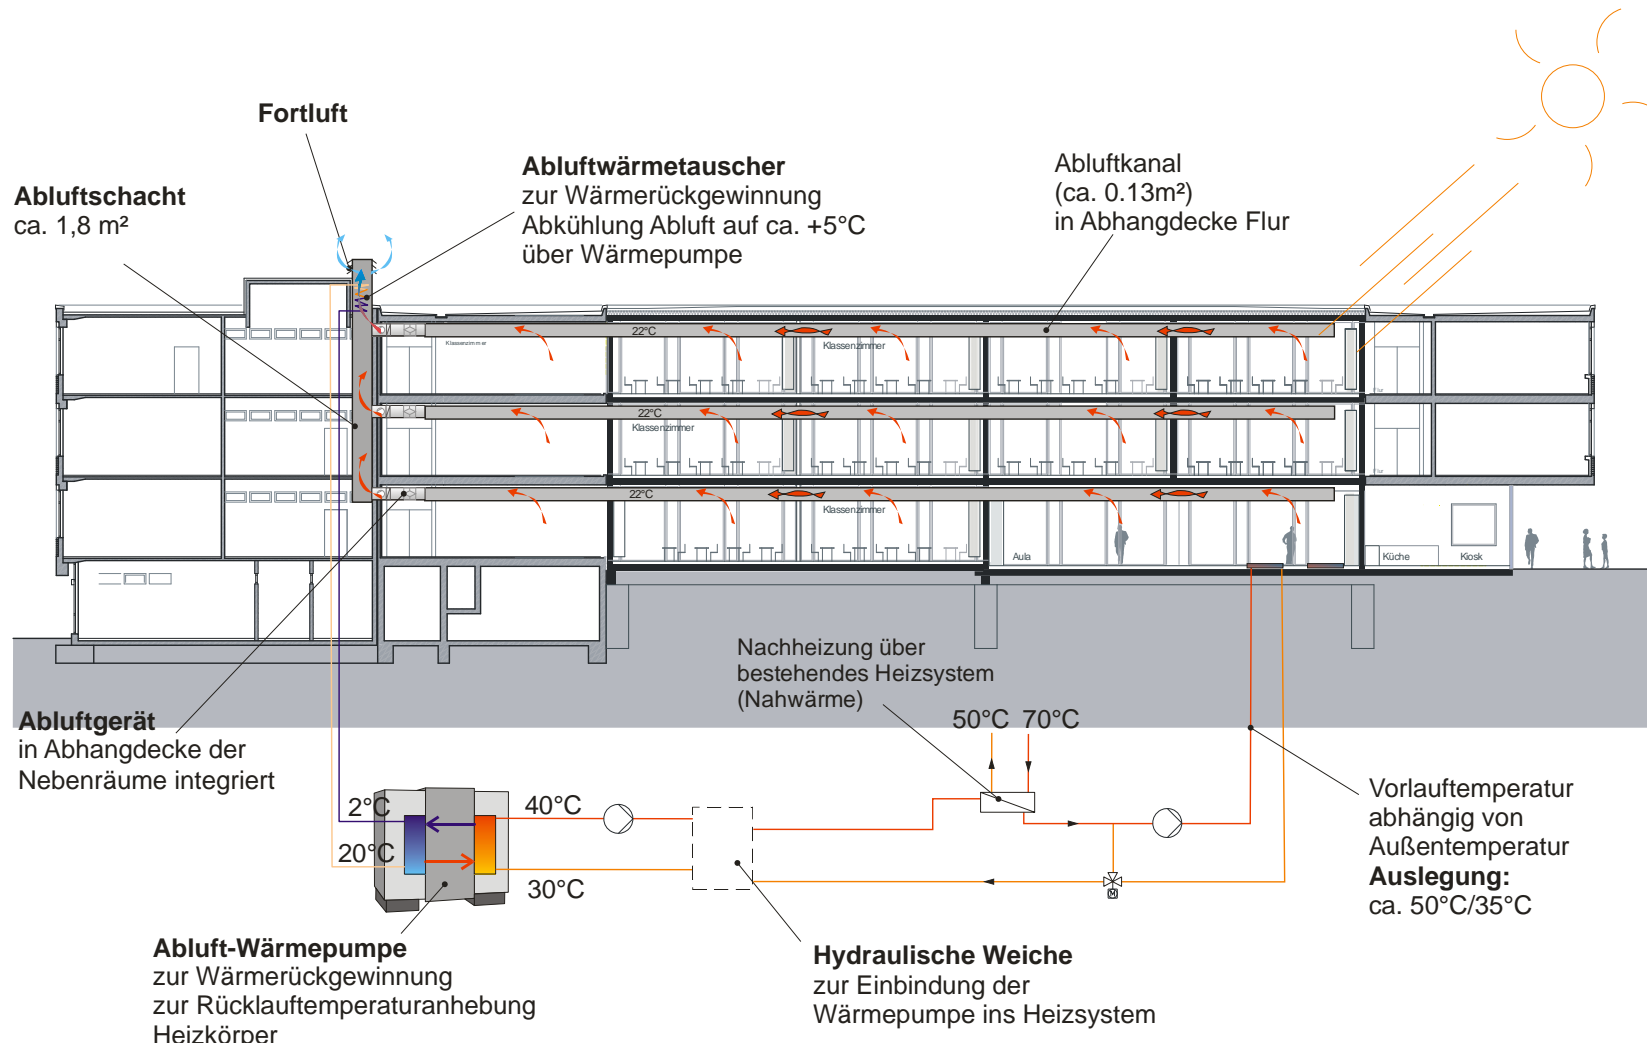 Fortluft
Abluftwärmetauscher
zur Wärmerückgewinnung
Abkühlung Abluft auf ca. +5°C
über Wärmepumpe
Abluftkanal
(ca. 0.13m²)
in Abhangdecke Flur
Abluftschacht
ca. 1,8 m²
22°C
Klassenzimmer
Klassenzimmer
Flur
22°C
Klassenzimmer
Flur
22°C
Klassenzimmer
Aula
Küche
Kiosk
Nachheizung über
bestehendes Heizsystem
(Nahwärme)
50°C 70°C
Abluftgerät
in Abhangdecke der
Nebenräume integriert
2°C
40°C
20°C
30°C
M
Vorlauftemperatur
abhängig von
Außentemperatur
Auslegung:
ca. 50°C/35°C
Abluft-Wärmepumpe
zur Wärmerückgewinnung
zur Rücklauftemperaturanhebung
Heizkörper
Hydraulische Weiche
zur Einbindung der
Wärmepumpe ins Heizsystem